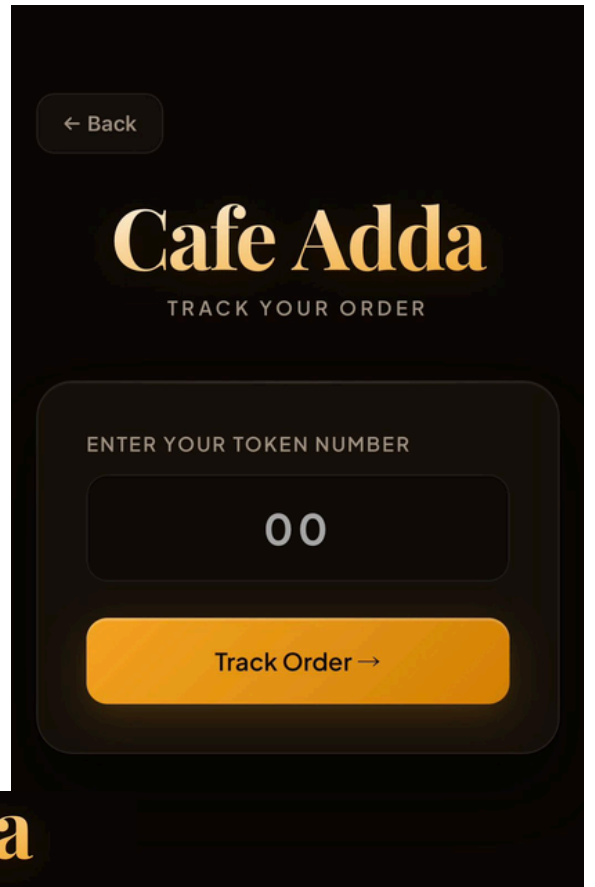 ← Back
Cafe Adda
TRACK YOUR ORDER
ENTER YOUR TOKEN NUMBER
00
Track Order →
a